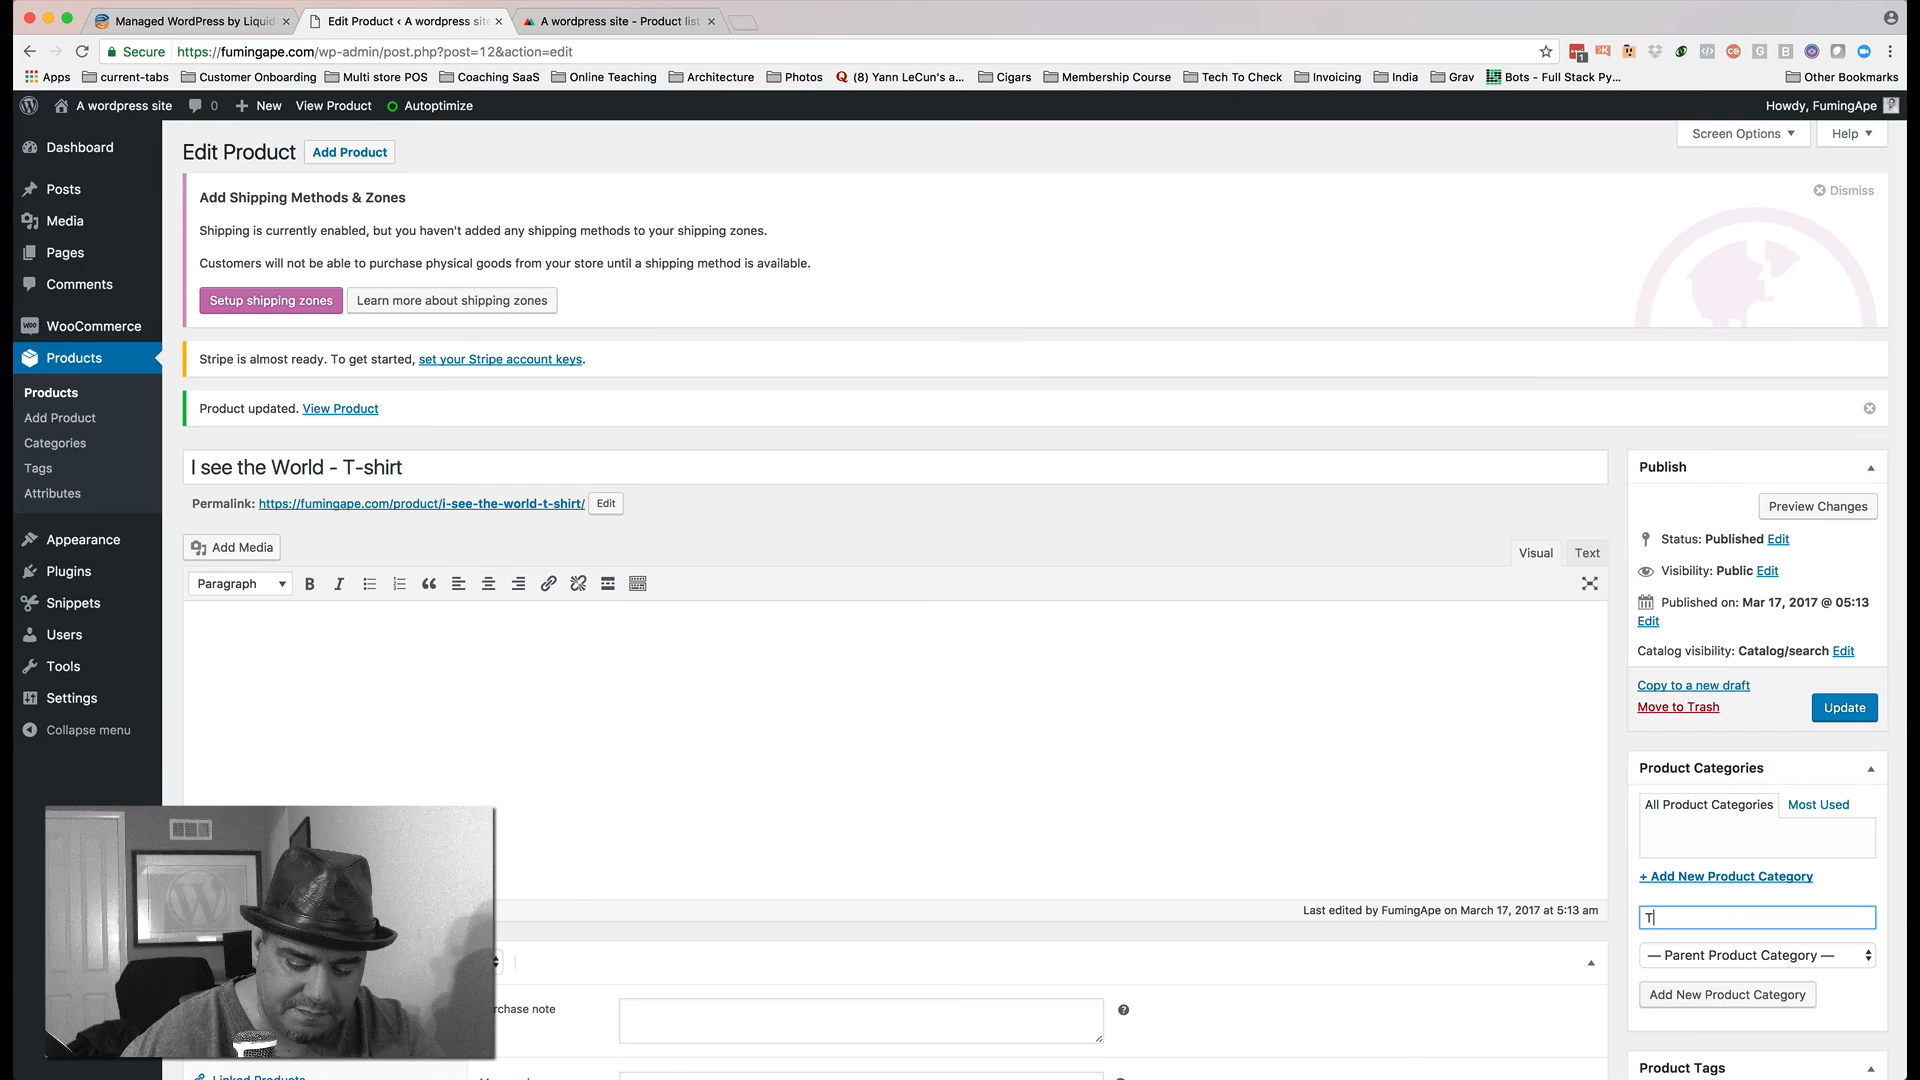 Managed WordPress by Liquid
Edit Product ‹ A wordpress site
A wordpress site - Product list
Secure
https://fumingape.com/wp-admin/post.php?post=12&action=edit
1
Apps
current-tabs
Customer Onboarding
Multi store POS
Coaching SaaS
Online Teaching
Architecture
Photos
(8) Yann LeCun's a...
Cigars
Membership Course
Tech To Check
Invoicing
India
Grav
Bots - Full Stack Py...
Other Bookmarks
A wordpress site
0
New
View Product
Autoptimize
Howdy, FumingApe
Dashboard
Posts
Media
Pages
Comments
WooCommerce
Products
Products
Add Product
Categories
Tags
Attributes
Appearance
Plugins
Snippets
Users
Tools
Settings
Collapse menu
Screen Options
Help
Edit Product
Add Product
Add Shipping Methods & Zones
Dismiss
Shipping is currently enabled, but you haven't added any shipping methods to your shipping zones.
Customers will not be able to purchase physical goods from your store until a shipping method is available.
Setup shipping zones
Learn more about shipping zones
Stripe is almost ready. To get started, set your Stripe account keys.
Product updated. View Product
I see the World - T-shirt
Permalink: https://fumingape.com/product/i-see-the-world-t-shirt/
Edit
Add Media
Visual
Text
Paragraph
B
I
Last edited by FumingApe on March 17, 2017 at 5:13 am
rchase note
Linked Products
Publish
Preview Changes
Status: Published Edit
Visibility: Public Edit
Published on: Mar 17, 2017 @ 05:13
Edit
Catalog visibility: Catalog/search Edit
Copy to a new draft
Move to Trash
Update
Product Categories
All Product Categories
Most Used
+ Add New Product Category
T
— Parent Product Category —
Add New Product Category
Product Tags